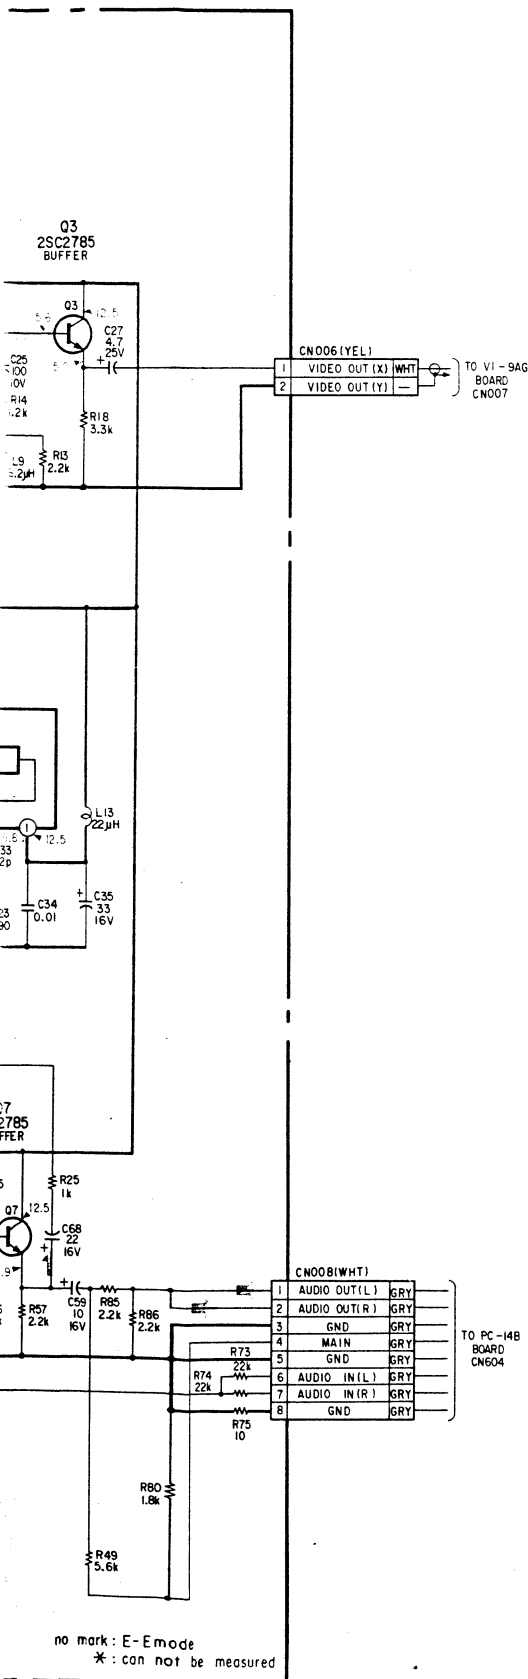 Q3
2SC2785
BUFFER
Q3
12.5
5.6
C27
4.7
25V
+
C25
100
10V
R14
R18
3.3k
R13
2.2k
L9
CN006(YEL)
1 VIDEO OUT(X) WHT
2 VIDEO OUT(Y) —
TO VI-9AG
BOARD
CN007
L13
22µH
1
12.5
C34
0.01
+
C35
33
16V
Q7
2785
R25
1k
Q7
12.5
C68
22
16V
+
R57
2.2k
+
C59
10
16V
R85
2.2k
R86
2.2k
CN008(WHT)
1 AUDIO OUT(L) GRY
2 AUDIO OUT(R) GRY
3 GND GRY
4 MAIN GRY
5 GND GRY
6 AUDIO IN(L) GRY
7 AUDIO IN(R) GRY
8 GND GRY
TO PC-14B
BOARD
CN604
R73
22k
R74
22k
R75
10
R80
1.8k
R49
5.6k
no mark : E-Emode
* : can not be measured